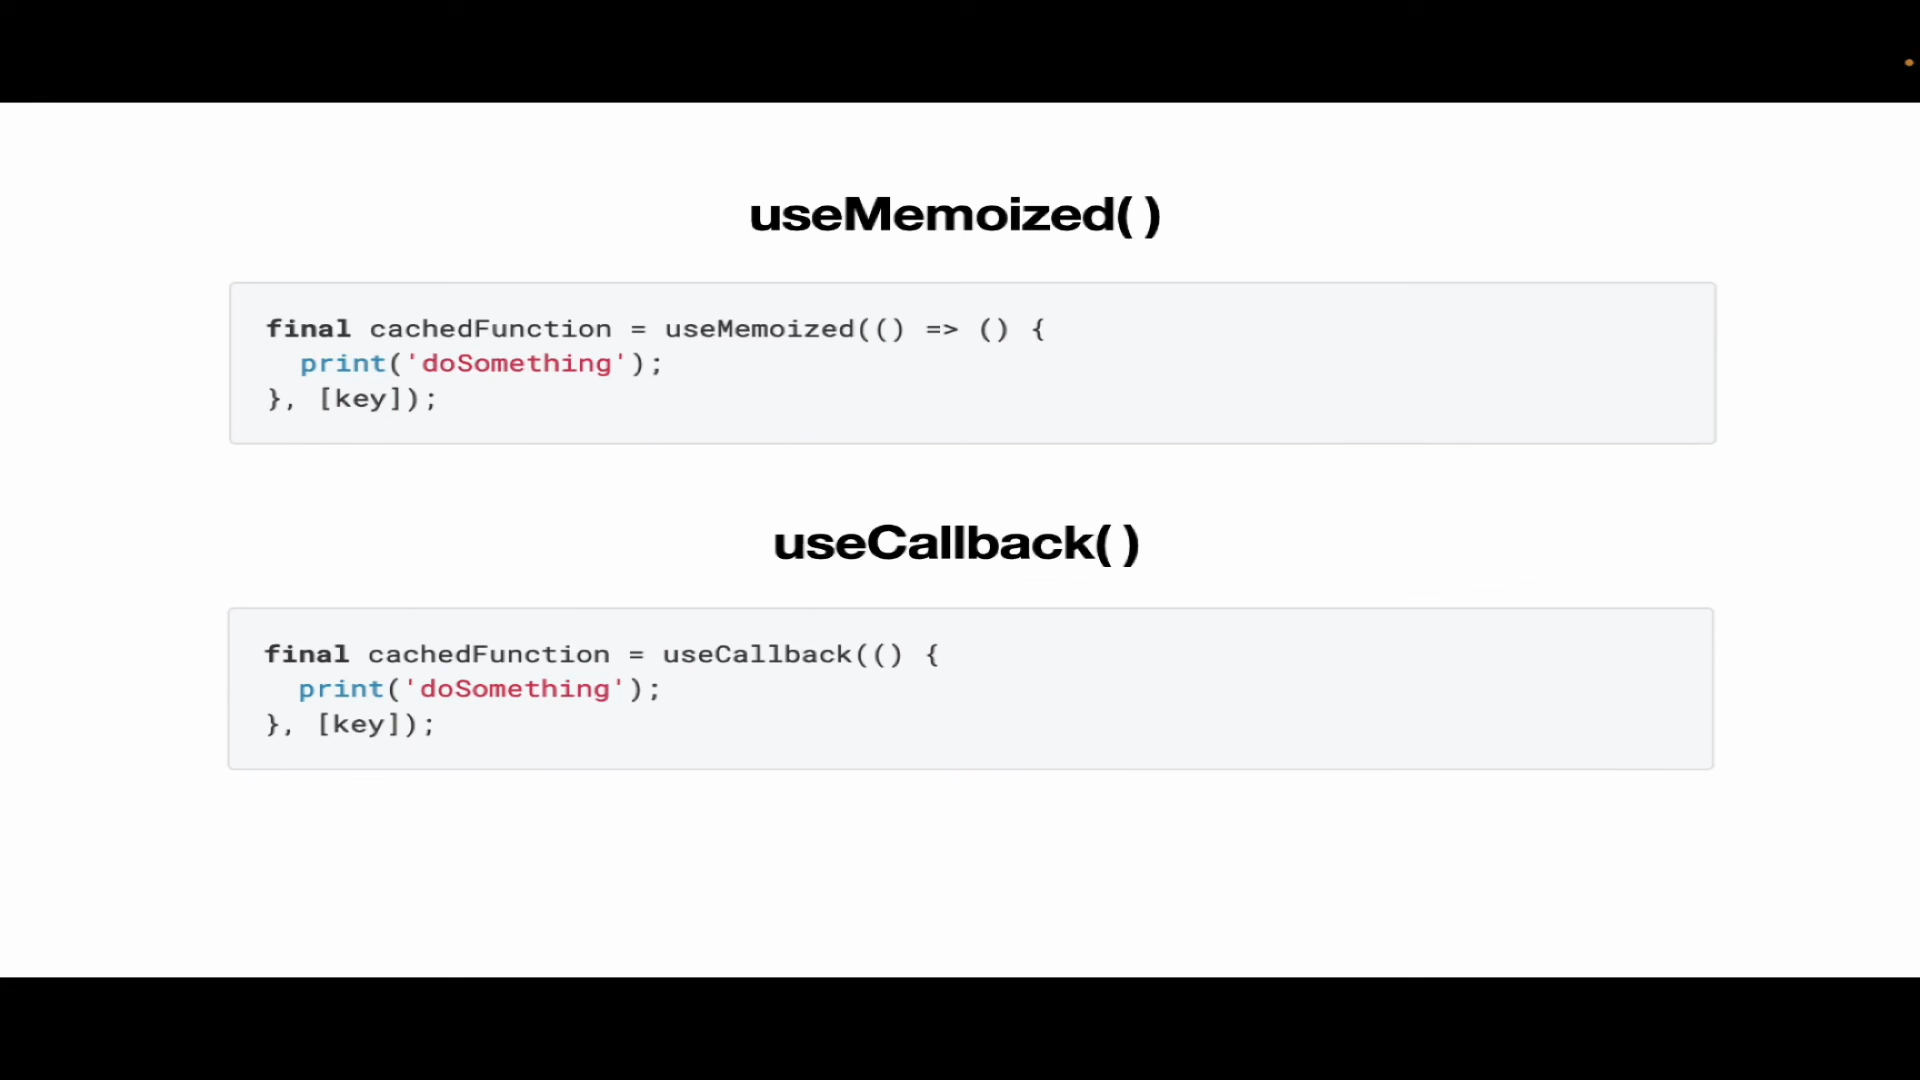 useMemoized( )
final cachedFunction = useMemoized(() => () {
  print('doSomething');
}, [key]);
useCallback( )
final cachedFunction = useCallback(() {
  print('doSomething');
}, [key]);